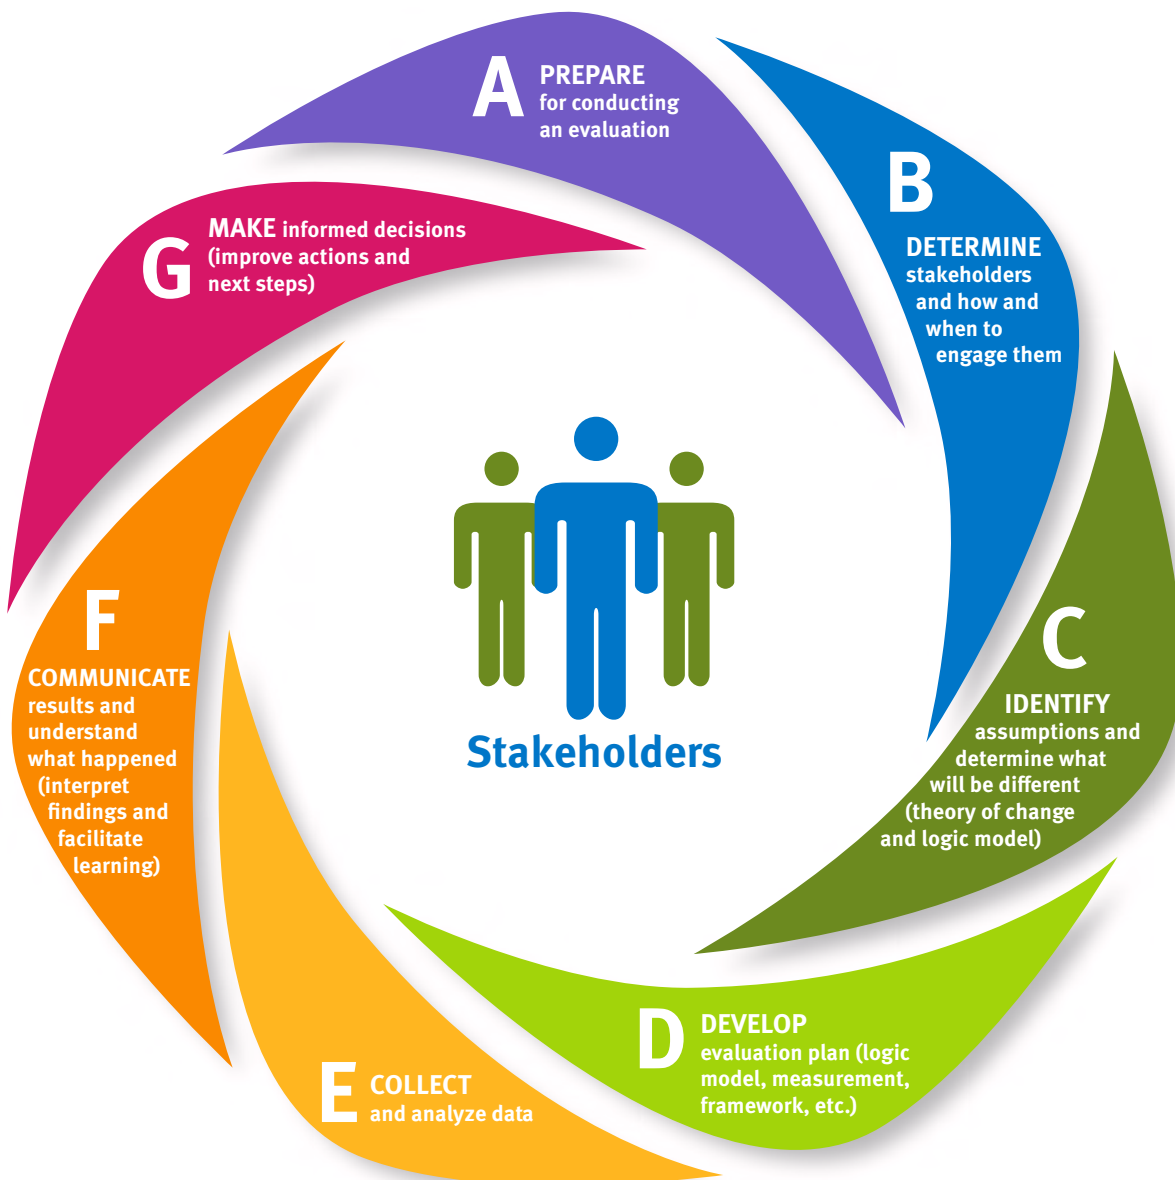 A
PREPARE
for conducting
an evaluation
B
DETERMINE
stakeholders
and how and
when to
engage them
C
IDENTIFY
assumptions and
determine what
will be different
(theory of change
and logic model)
D
DEVELOP
evaluation plan (logic
model, measurement,
framework, etc.)
E
COLLECT
and analyze data
F
COMMUNICATE
results and
understand
what happened
(interpret
findings and
facilitate
learning)
G
MAKE informed decisions
(improve actions and
next steps)
Stakeholders